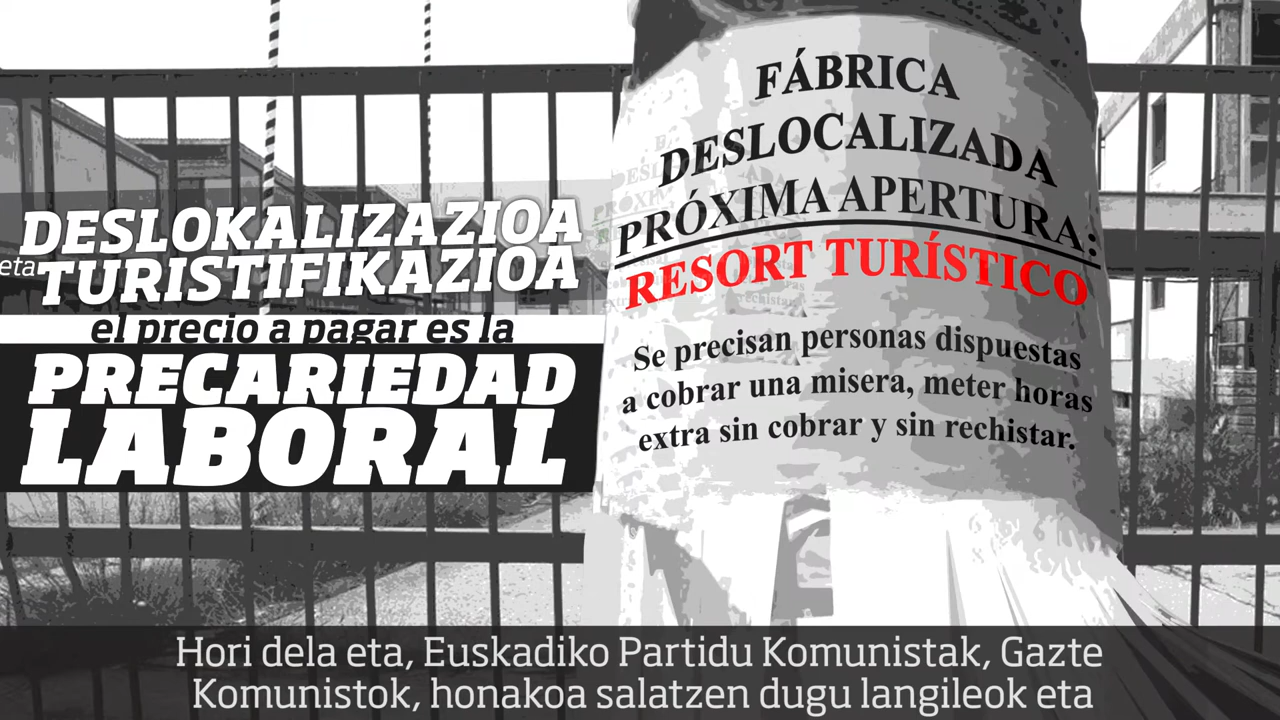 DESLOKALIZAZIOA
eta TURISTIFIKAZIOA
el precio a pagar es la
PRECARIEDAD
LABORAL
FÁBRICA
DESLOCALIZADA
PRÓXIMA APERTURA:
RESORT TURÍSTICO
Se precisan personas dispuestas
a cobrar una misera, meter horas
extra sin cobrar y sin rechistar.
Hori dela eta, Euskadiko Partidu Komunistak, Gazte
Komunistok, honakoa salatzen dugu langileok eta